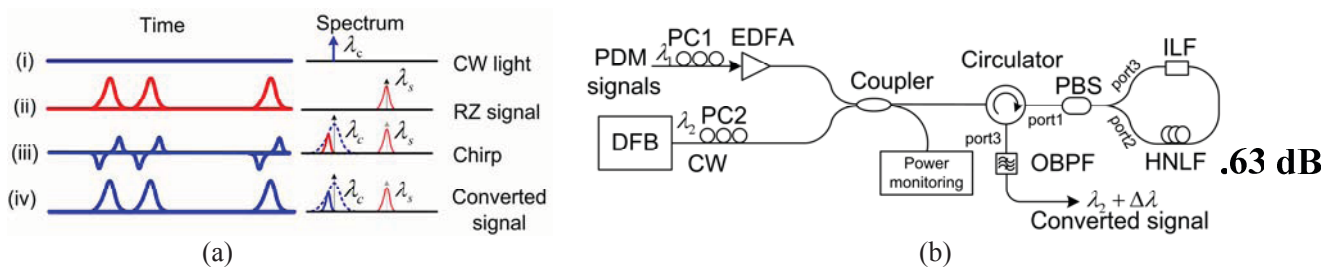 Time
Spectrum
(i)
λc
CW light
(ii)
λs
RZ signal
(iii)
λc
λs
Chirp
(iv)
λc
λs
Converted
signal
(a)
PDM
signals
λ1
PC1
EDFA
DFB
λ2
PC2
CW
Coupler
Power
monitoring
Circulator
port1
port3
OBPF
λ2 + Δλ
Converted signal
PBS
port3
port2
ILF
HNLF
.63 dB
(b)